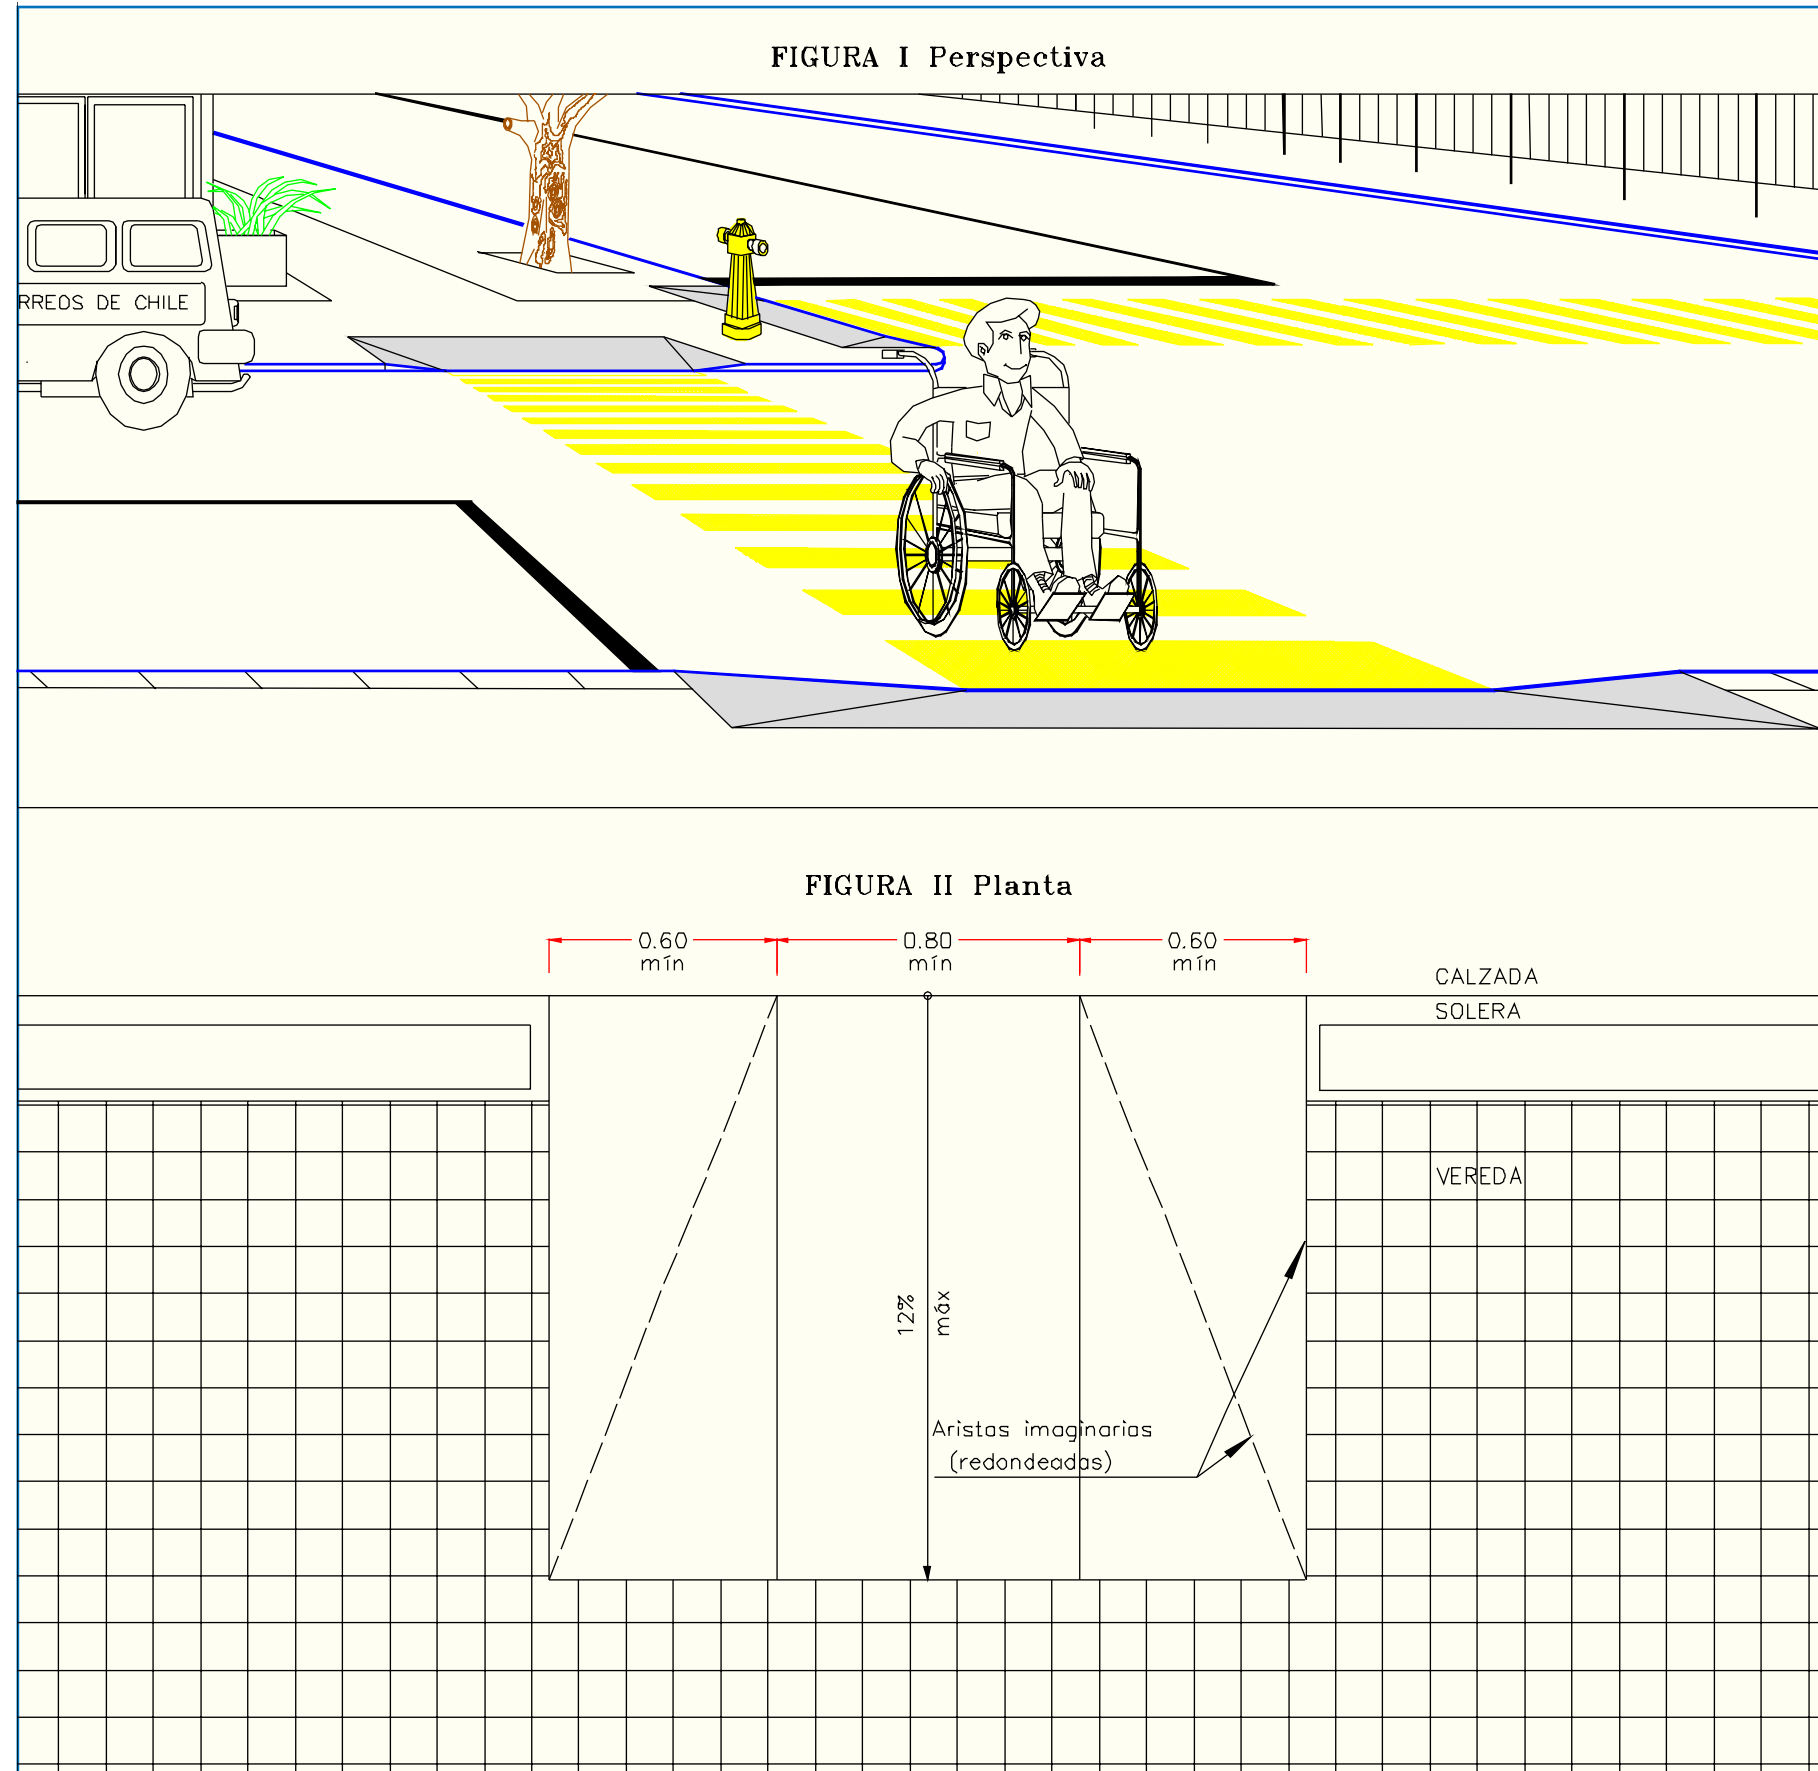 FIGURA I Perspectiva
RREOS DE CHILE
FIGURA II Planta
0.60 0.80 0.60
mín mín mín
CALZADA
SOLERA
VEREDA
12%
máx
Aristas imaginarias
(redondeadas)